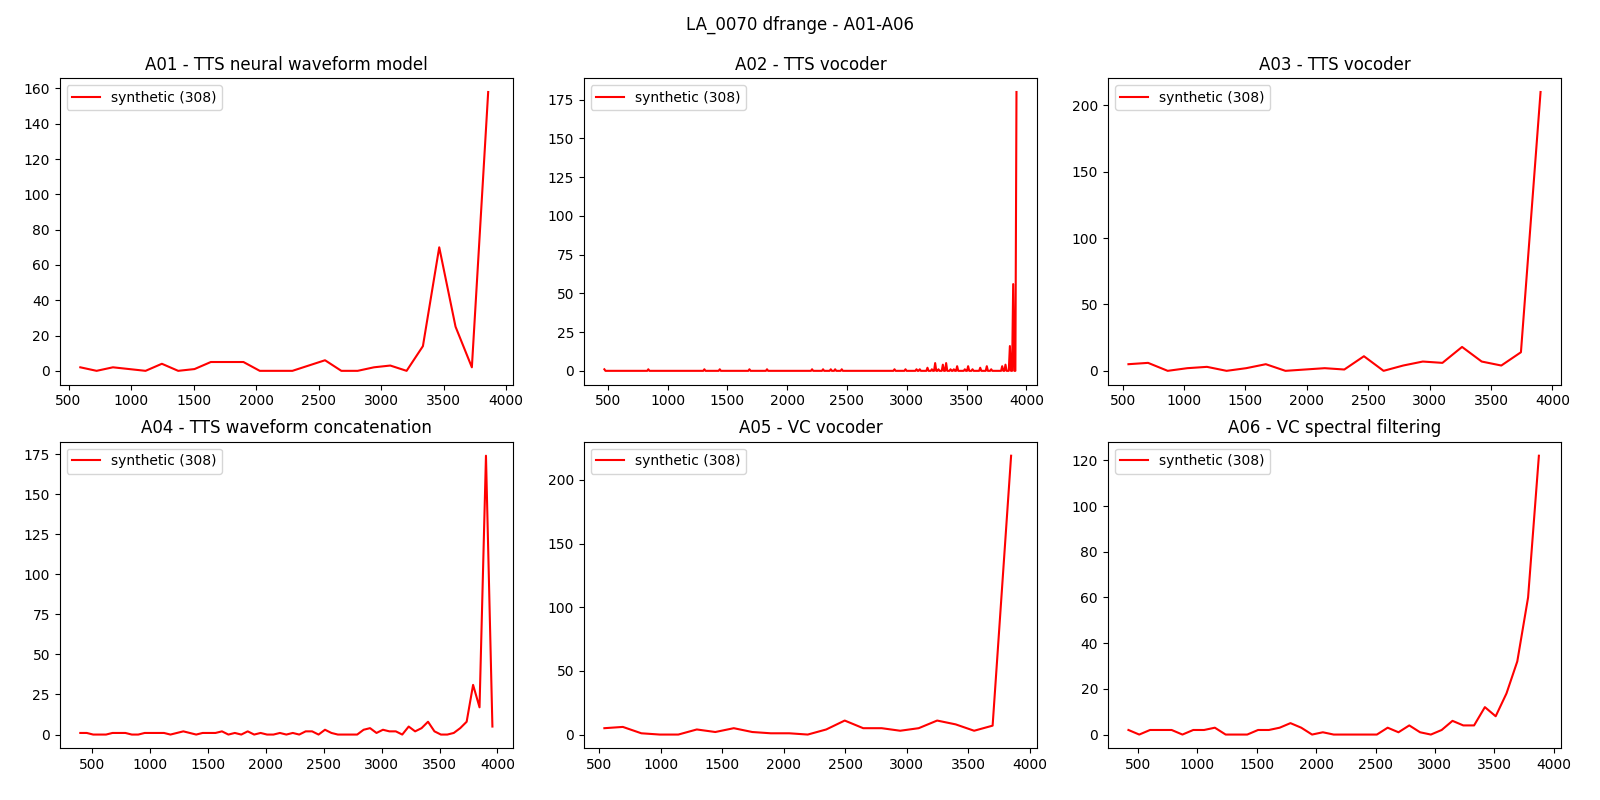 LA_0070 dfrange - A01-A06
A01 - TTS neural waveform model
synthetic (308)
160
140
120
100
80
60
40
20
0
500 1000 1500 2000 2500 3000 3500 4000
A02 - TTS vocoder
synthetic (308)
175
150
125
100
75
50
25
0
500 1000 1500 2000 2500 3000 3500 4000
A03 - TTS vocoder
synthetic (308)
200
150
100
50
0
500 1000 1500 2000 2500 3000 3500 4000
A04 - TTS waveform concatenation
synthetic (308)
175
150
125
100
75
50
25
0
500 1000 1500 2000 2500 3000 3500 4000
A05 - VC vocoder
synthetic (308)
200
150
100
50
0
500 1000 1500 2000 2500 3000 3500 4000
A06 - VC spectral filtering
synthetic (308)
120
100
80
60
40
20
0
500 1000 1500 2000 2500 3000 3500 4000